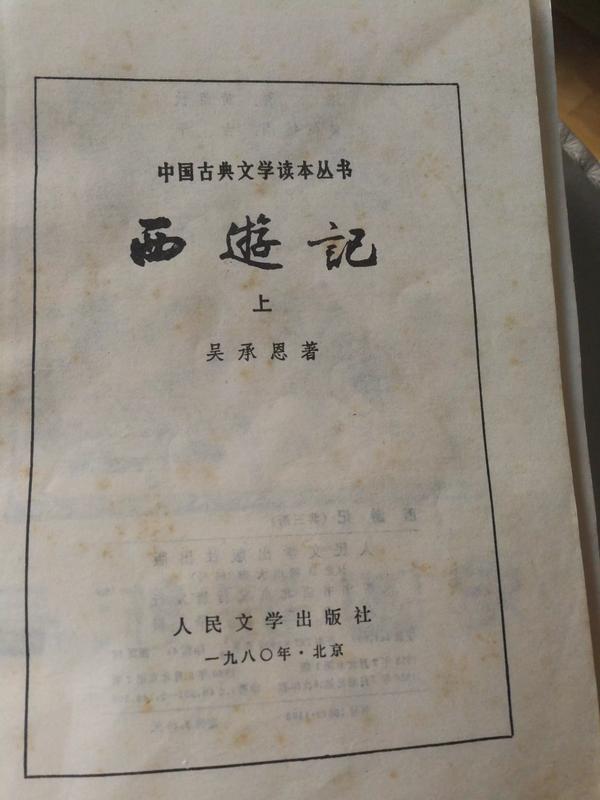 中国古典文学读本丛书
西遊記
上
吴承恩著
人民文学出版社
一九八〇年·北京